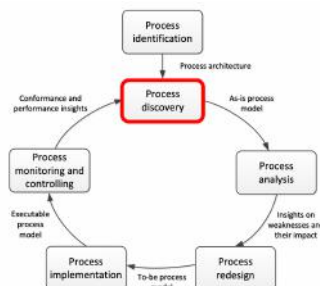 Process
identification
Process architecture
Process
discovery
Conformance and
performance insights
As-is process
model
Process
monitoring and
controlling
Process
analysis
Executable
process
model
Insights on
weaknesses an
their impact
Process
implementation
To-be process
Process
redesign